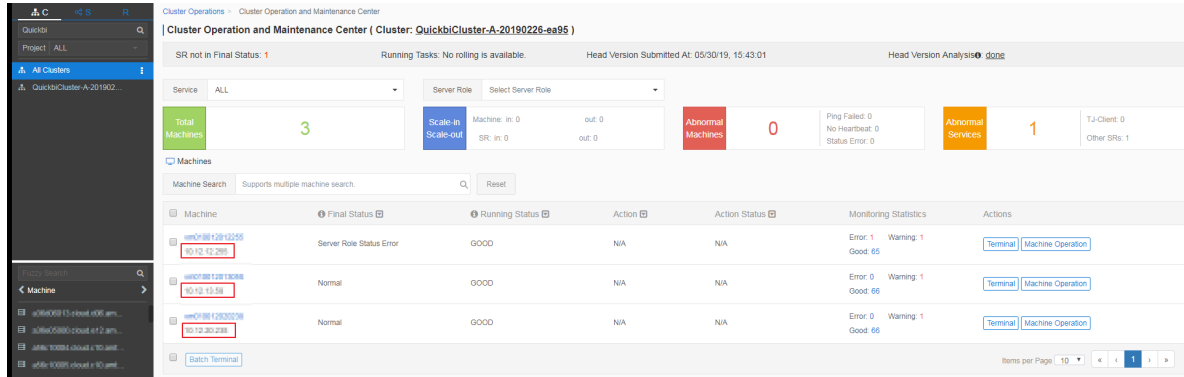 C S R
Quickbi
Project ALL
All Clusters
QuickbiCluster-A-201902...
Fuzzy Search
Machine
Cluster Operations > Cluster Operation and Maintenance Center
Cluster Operation and Maintenance Center ( Cluster: QuickbiCluster-A-20190226-ea95 )
SR not in Final Status: 1 Running Tasks: No rolling is available. Head Version Submitted At: 05/30/19, 15:43:01 Head Version Analysis: done
Service ALL Server Role Select Server Role
Total Machines 3
Scale-in Scale-out Machine: in: 0 out: 0
SR: in: 0 out: 0
Abnormal Machines 0
Ping Failed: 0
No Heartbeat: 0
Status Error: 0
Abnormal Services 1
TJ-Client: 0
Other SRs: 1
Machines
Machine Search Supports multiple machine search. Reset
Machine Final Status Running Status Action Action Status Monitoring Statistics Actions
Server Role Status Error GOOD N/A N/A Error: 1 Warning: 1 Terminal Machine Operation
Good: 65
Normal GOOD N/A N/A Error: 0 Warning: 1 Terminal Machine Operation
Good: 66
Normal GOOD N/A N/A Error: 0 Warning: 1 Terminal Machine Operation
Good: 66
Batch Terminal Items per Page 10 « ‹ 1 › »